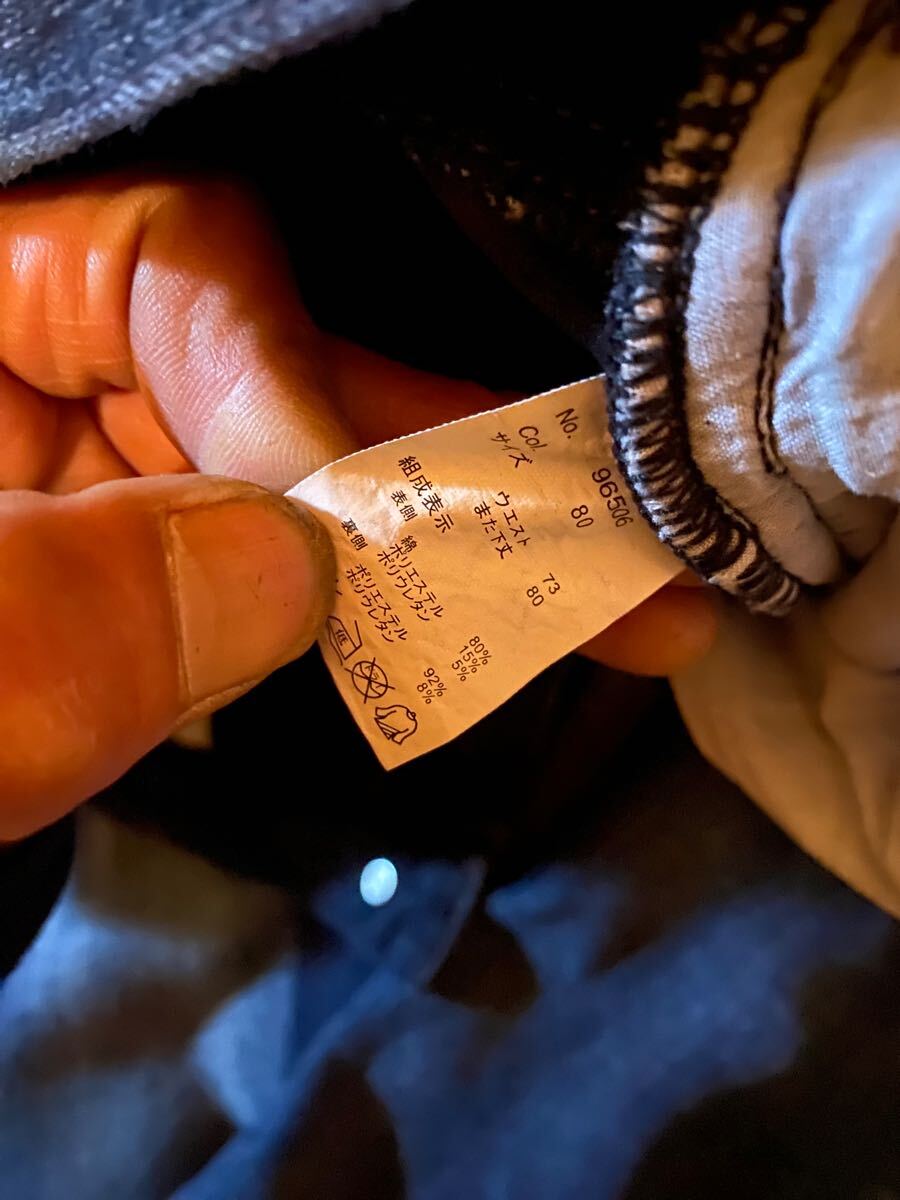 No. 96506
Col. 80
サイズ ウエスト 73
また下丈 80
組成表示
表側 綿 80%
ポリエステル 15%
ポリウレタン 5%
裏側 ポリエステル 92%
ポリウレタン 8%